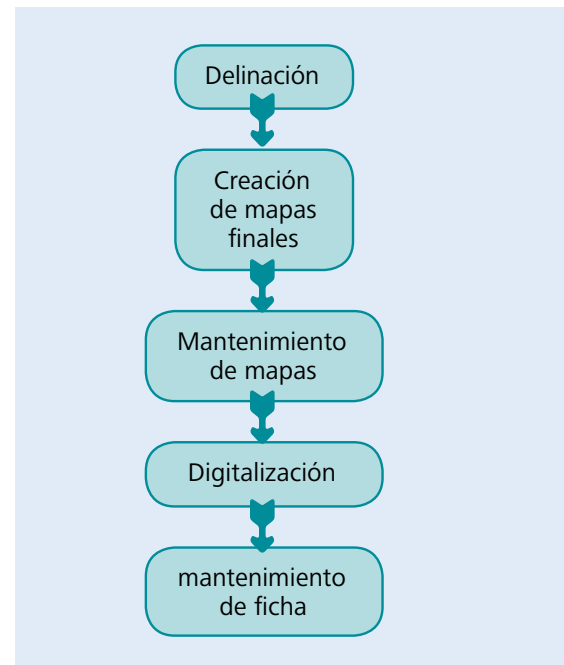 Delinación
Creación
de mapas
finales
Mantenimiento
de mapas
Digitalización
mantenimiento
de ficha